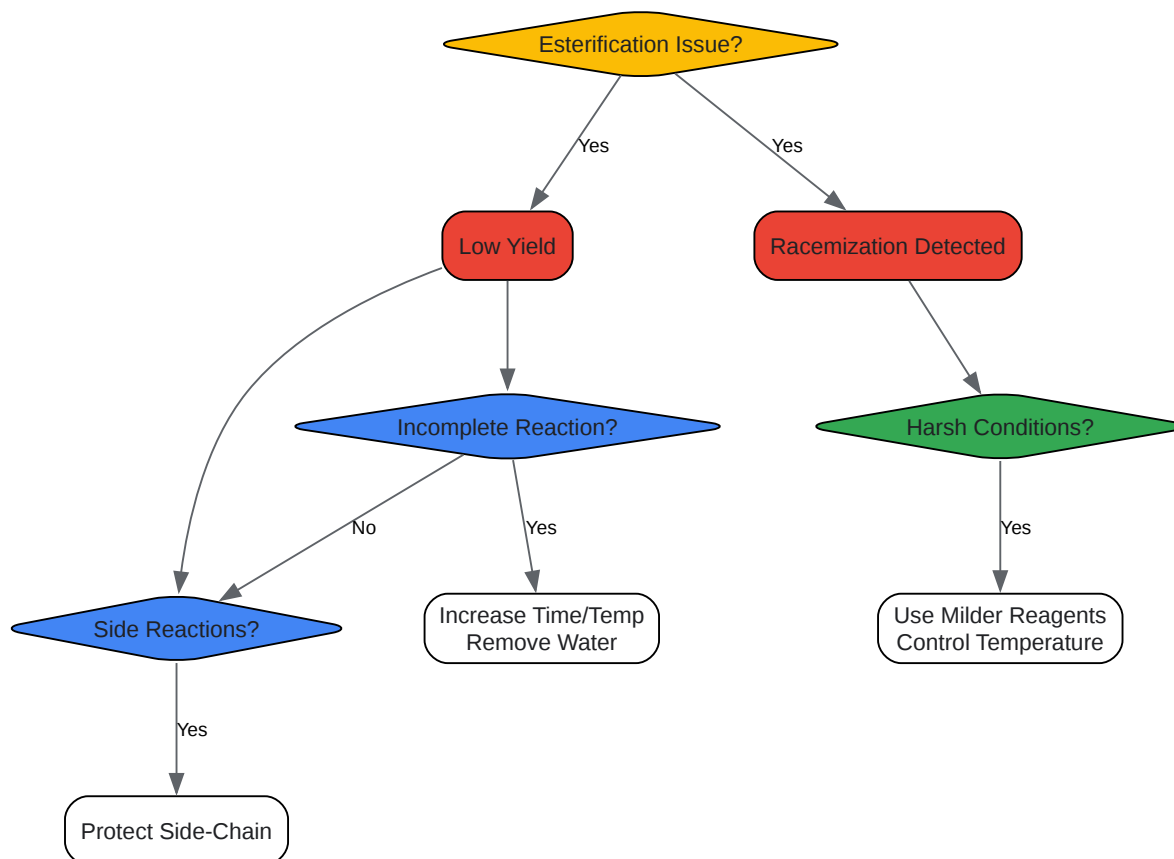 Esterification Issue?
Yes
Yes
Low Yield
Racemization Detected
Incomplete Reaction?
Harsh Conditions?
No
Yes
Yes
Side Reactions?
Increase Time/Temp
Remove Water
Use Milder Reagents
Control Temperature
Yes
Protect Side-Chain